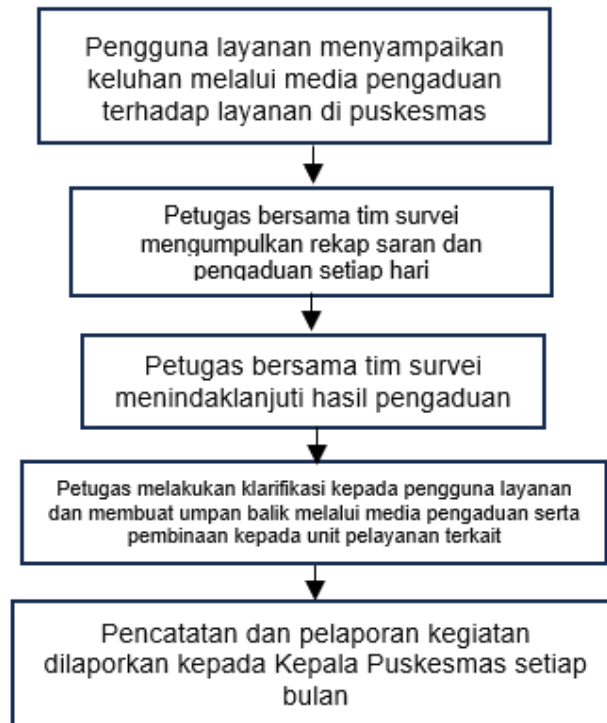 Pengguna layanan menyampaikan
keluhan melalui media pengaduan
terhadap layanan di puskesmas
Petugas bersama tim survei
mengumpulkan rekap saran dan
pengaduan setiap hari
Petugas bersama tim survei
menindaklanjuti hasil pengaduan
Petugas melakukan klarifikasi kepada pengguna layanan
dan membuat umpan balik melalui media pengaduan serta
pembinaan kepada unit pelayanan terkait
Pencatatan dan pelaporan kegiatan
dilaporkan kepada Kepala Puskesmas setiap
bulan